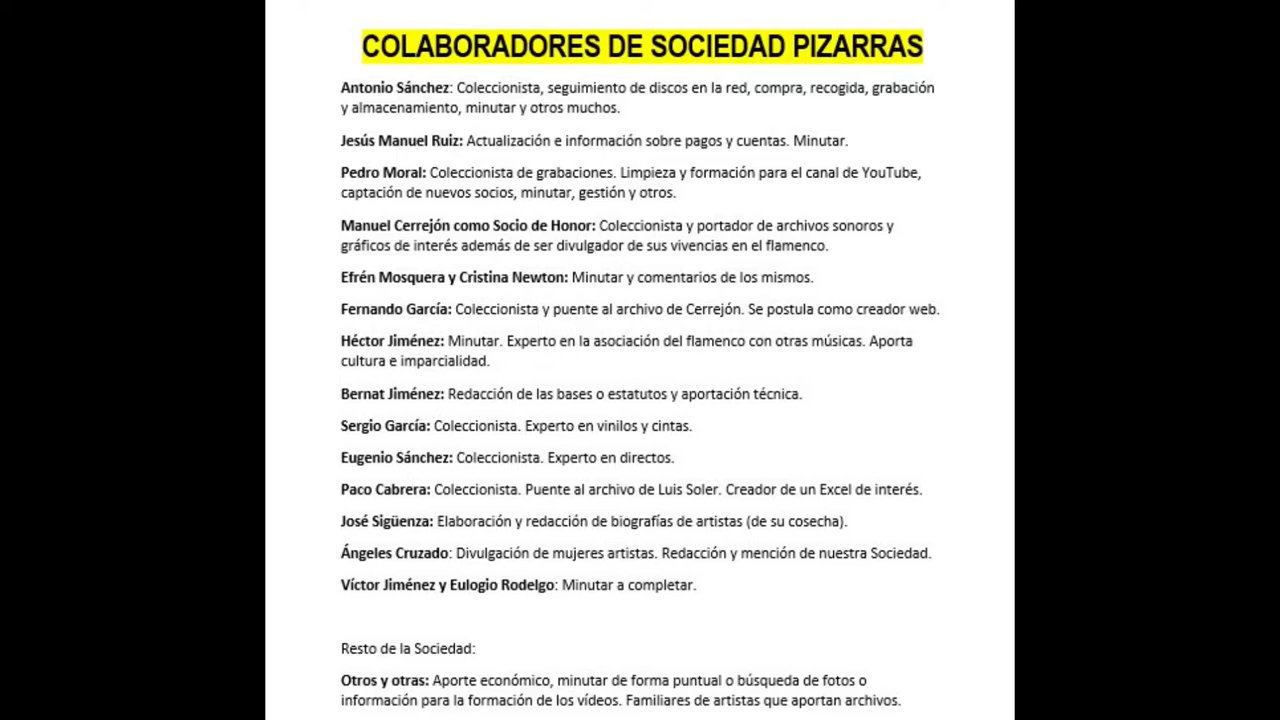 COLABORADORES DE SOCIEDAD PIZARRAS
Antonio Sánchez: Coleccionista, seguimiento de discos en la red, compra, recogida, grabación
y almacenamiento, minutar y otros muchos.
Jesús Manuel Ruiz: Actualización e información sobre pagos y cuentas. Minutar.
Pedro Moral: Coleccionista de grabaciones. Limpieza y formación para el canal de YouTube,
captación de nuevos socios, minutar, gestión y otros.
Manuel Cerrejón como Socio de Honor: Coleccionista y portador de archivos sonoros y
gráficos de interés además de ser divulgador de sus vivencias en el flamenco.
Efrén Mosquera y Cristina Newton: Minutar y comentarios de los mismos.
Fernando García: Coleccionista y puente al archivo de Cerrejón. Se postula como creador web.
Héctor Jiménez: Minutar. Experto en la asociación del flamenco con otras músicas. Aporta
cultura e imparcialidad.
Bernat Jiménez: Redacción de las bases o estatutos y aportación técnica.
Sergio García: Coleccionista. Experto en vinilos y cintas.
Eugenio Sánchez: Coleccionista. Experto en directos.
Paco Cabrera: Coleccionista. Puente al archivo de Luis Soler. Creador de un Excel de interés.
José Sigüenza: Elaboración y redacción de biografías de artistas (de su cosecha).
Ángeles Cruzado: Divulgación de mujeres artistas. Redacción y mención de nuestra Sociedad.
Víctor Jiménez y Eulogio Rodelgo: Minutar a completar.
Resto de la Sociedad:
Otros y otras: Aporte económico, minutar de forma puntual o búsqueda de fotos o
información para la formación de los vídeos. Familiares de artistas que aportan archivos.